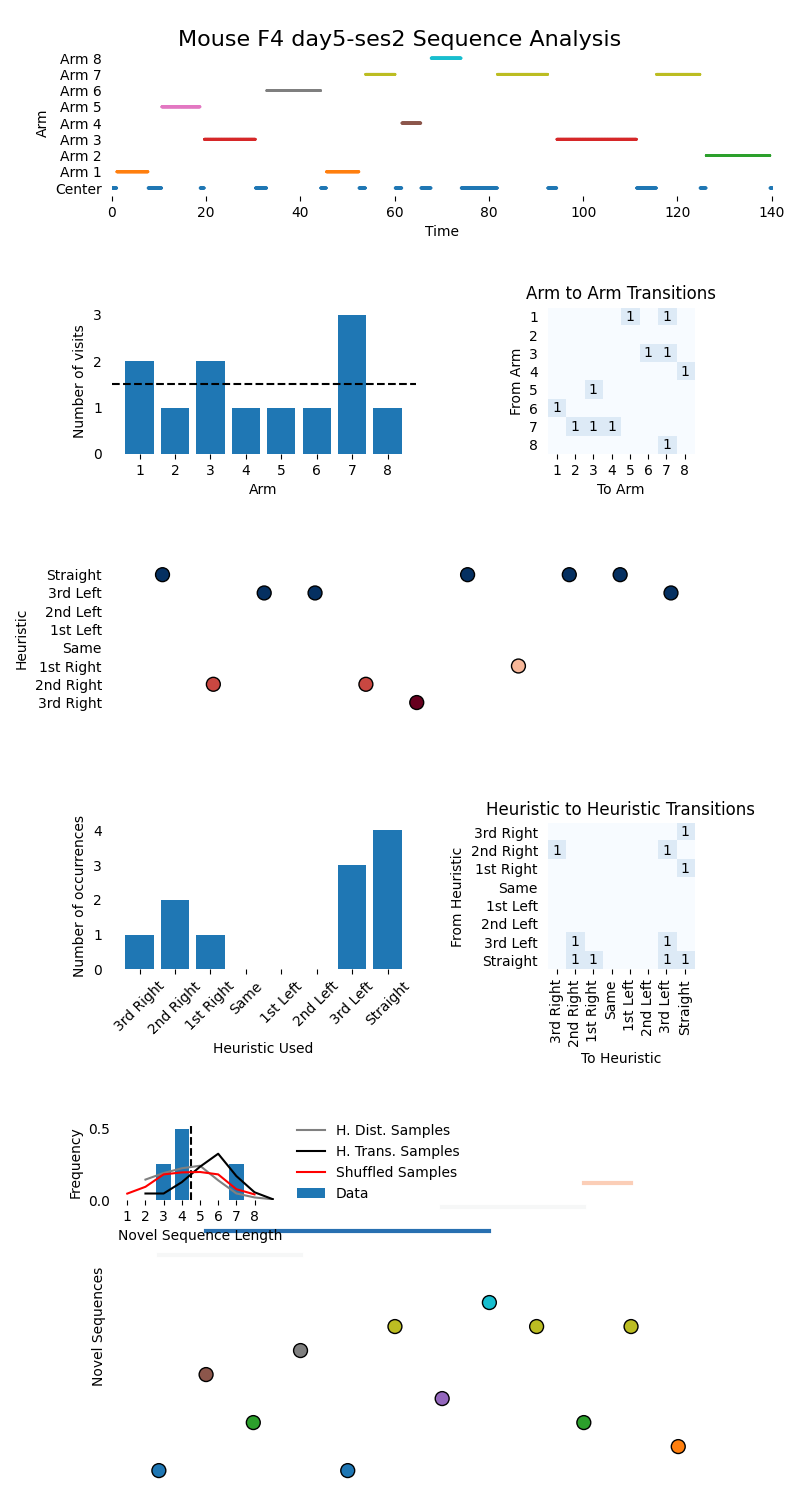 Mouse F4 day5-ses2 Sequence Analysis
Arm
Arm 8
Arm 7
Arm 6
Arm 5
Arm 4
Arm 3
Arm 2
Arm 1
Center
0 20 40 60 80 100 120 140
Time
Number of visits
3
2
1
0
1 2 3 4 5 6 7 8
Arm
Arm to Arm Transitions
From Arm
1 1 1
2
3 1 1
4 1
5 1
6 1
7 1 1 1
8 1
1 2 3 4 5 6 7 8
To Arm
Heuristic
Straight
3rd Left
2nd Left
1st Left
Same
1st Right
2nd Right
3rd Right
Number of occurrences
4
3
2
1
0
3rd Right 2nd Right 1st Right Same 1st Left 2nd Left 3rd Left Straight
Heuristic Used
Heuristic to Heuristic Transitions
From Heuristic
3rd Right 1
2nd Right 1 1
1st Right 1
Same
1st Left
2nd Left
3rd Left 1 1
Straight 1 1 1 1
3rd Right 2nd Right 1st Right Same 1st Left 2nd Left 3rd Left Straight
To Heuristic
Frequency
0.5
0.0
1 2 3 4 5 6 7 8
Novel Sequence Length
H. Dist. Samples
H. Trans. Samples
Shuffled Samples
Data
Novel Sequences